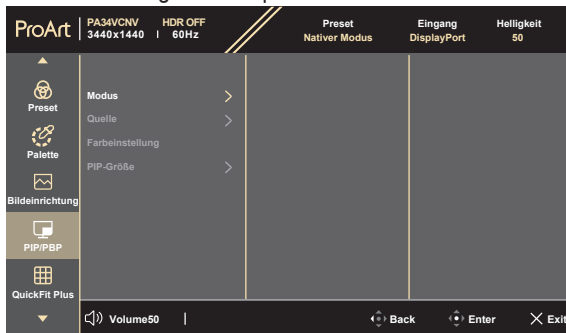 ProArt
PA34VCNV HDR OFF
3440x1440 I 60Hz
Preset
Nativer Modus
Eingang
DisplayPort
Helligkeit
50
Preset
Palette
Bildeinrichtung
PIP/PBP
QuickFit Plus
Modus
Quelle
Farbeinstellung
PIP-Größe
Volume50
Back
Enter
Exit